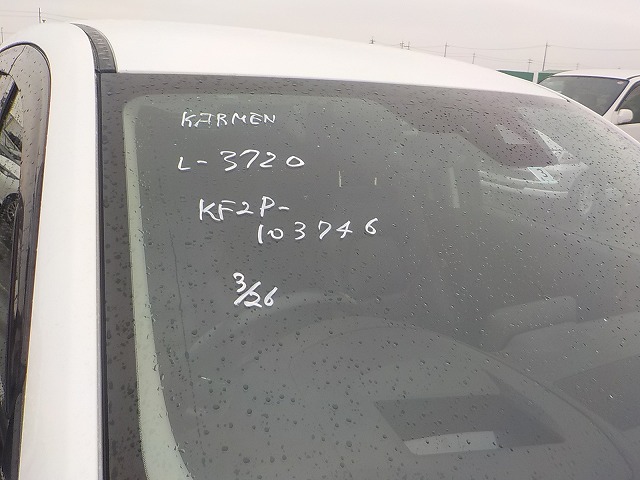 KARMEN
L-3720
KF2P-
103746
3/26